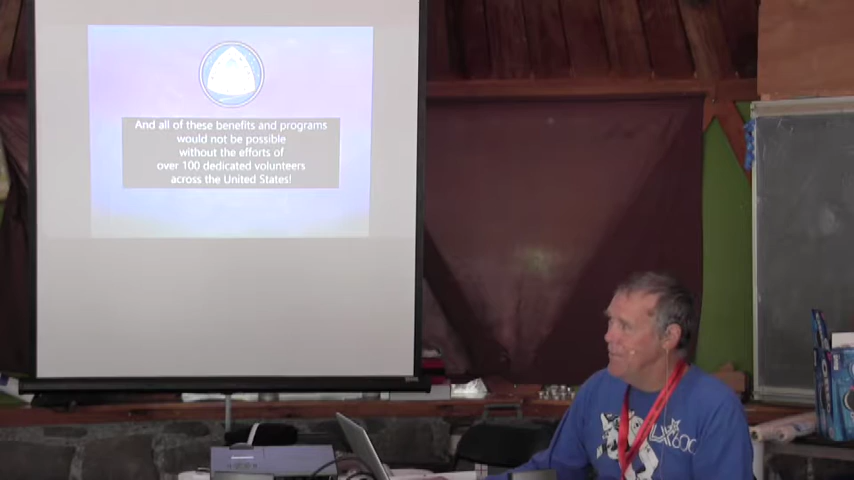 And all of these benefits and programs
would not be possible
without the efforts of
over 100 dedicated volunteers
across the United States!